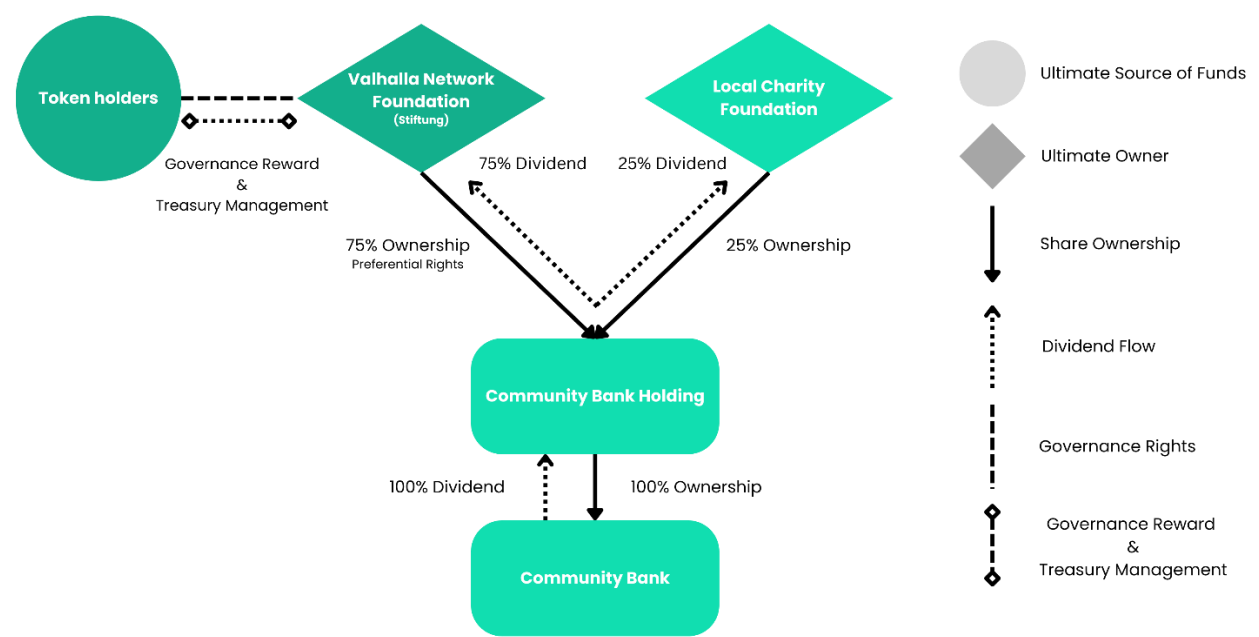 Token holders
Valhalla Network
Foundation
(Stiftung)
Local Charity
Foundation
Governance Reward
&
Treasury Management
75% Dividend
25% Dividend
75% Ownership
Preferential Rights
25% Ownership
Community Bank Holding
100% Dividend
100% Ownership
Community Bank
Ultimate Source of Funds
Ultimate Owner
Share Ownership
Dividend Flow
Governance Rights
Governance Reward
&
Treasury Management